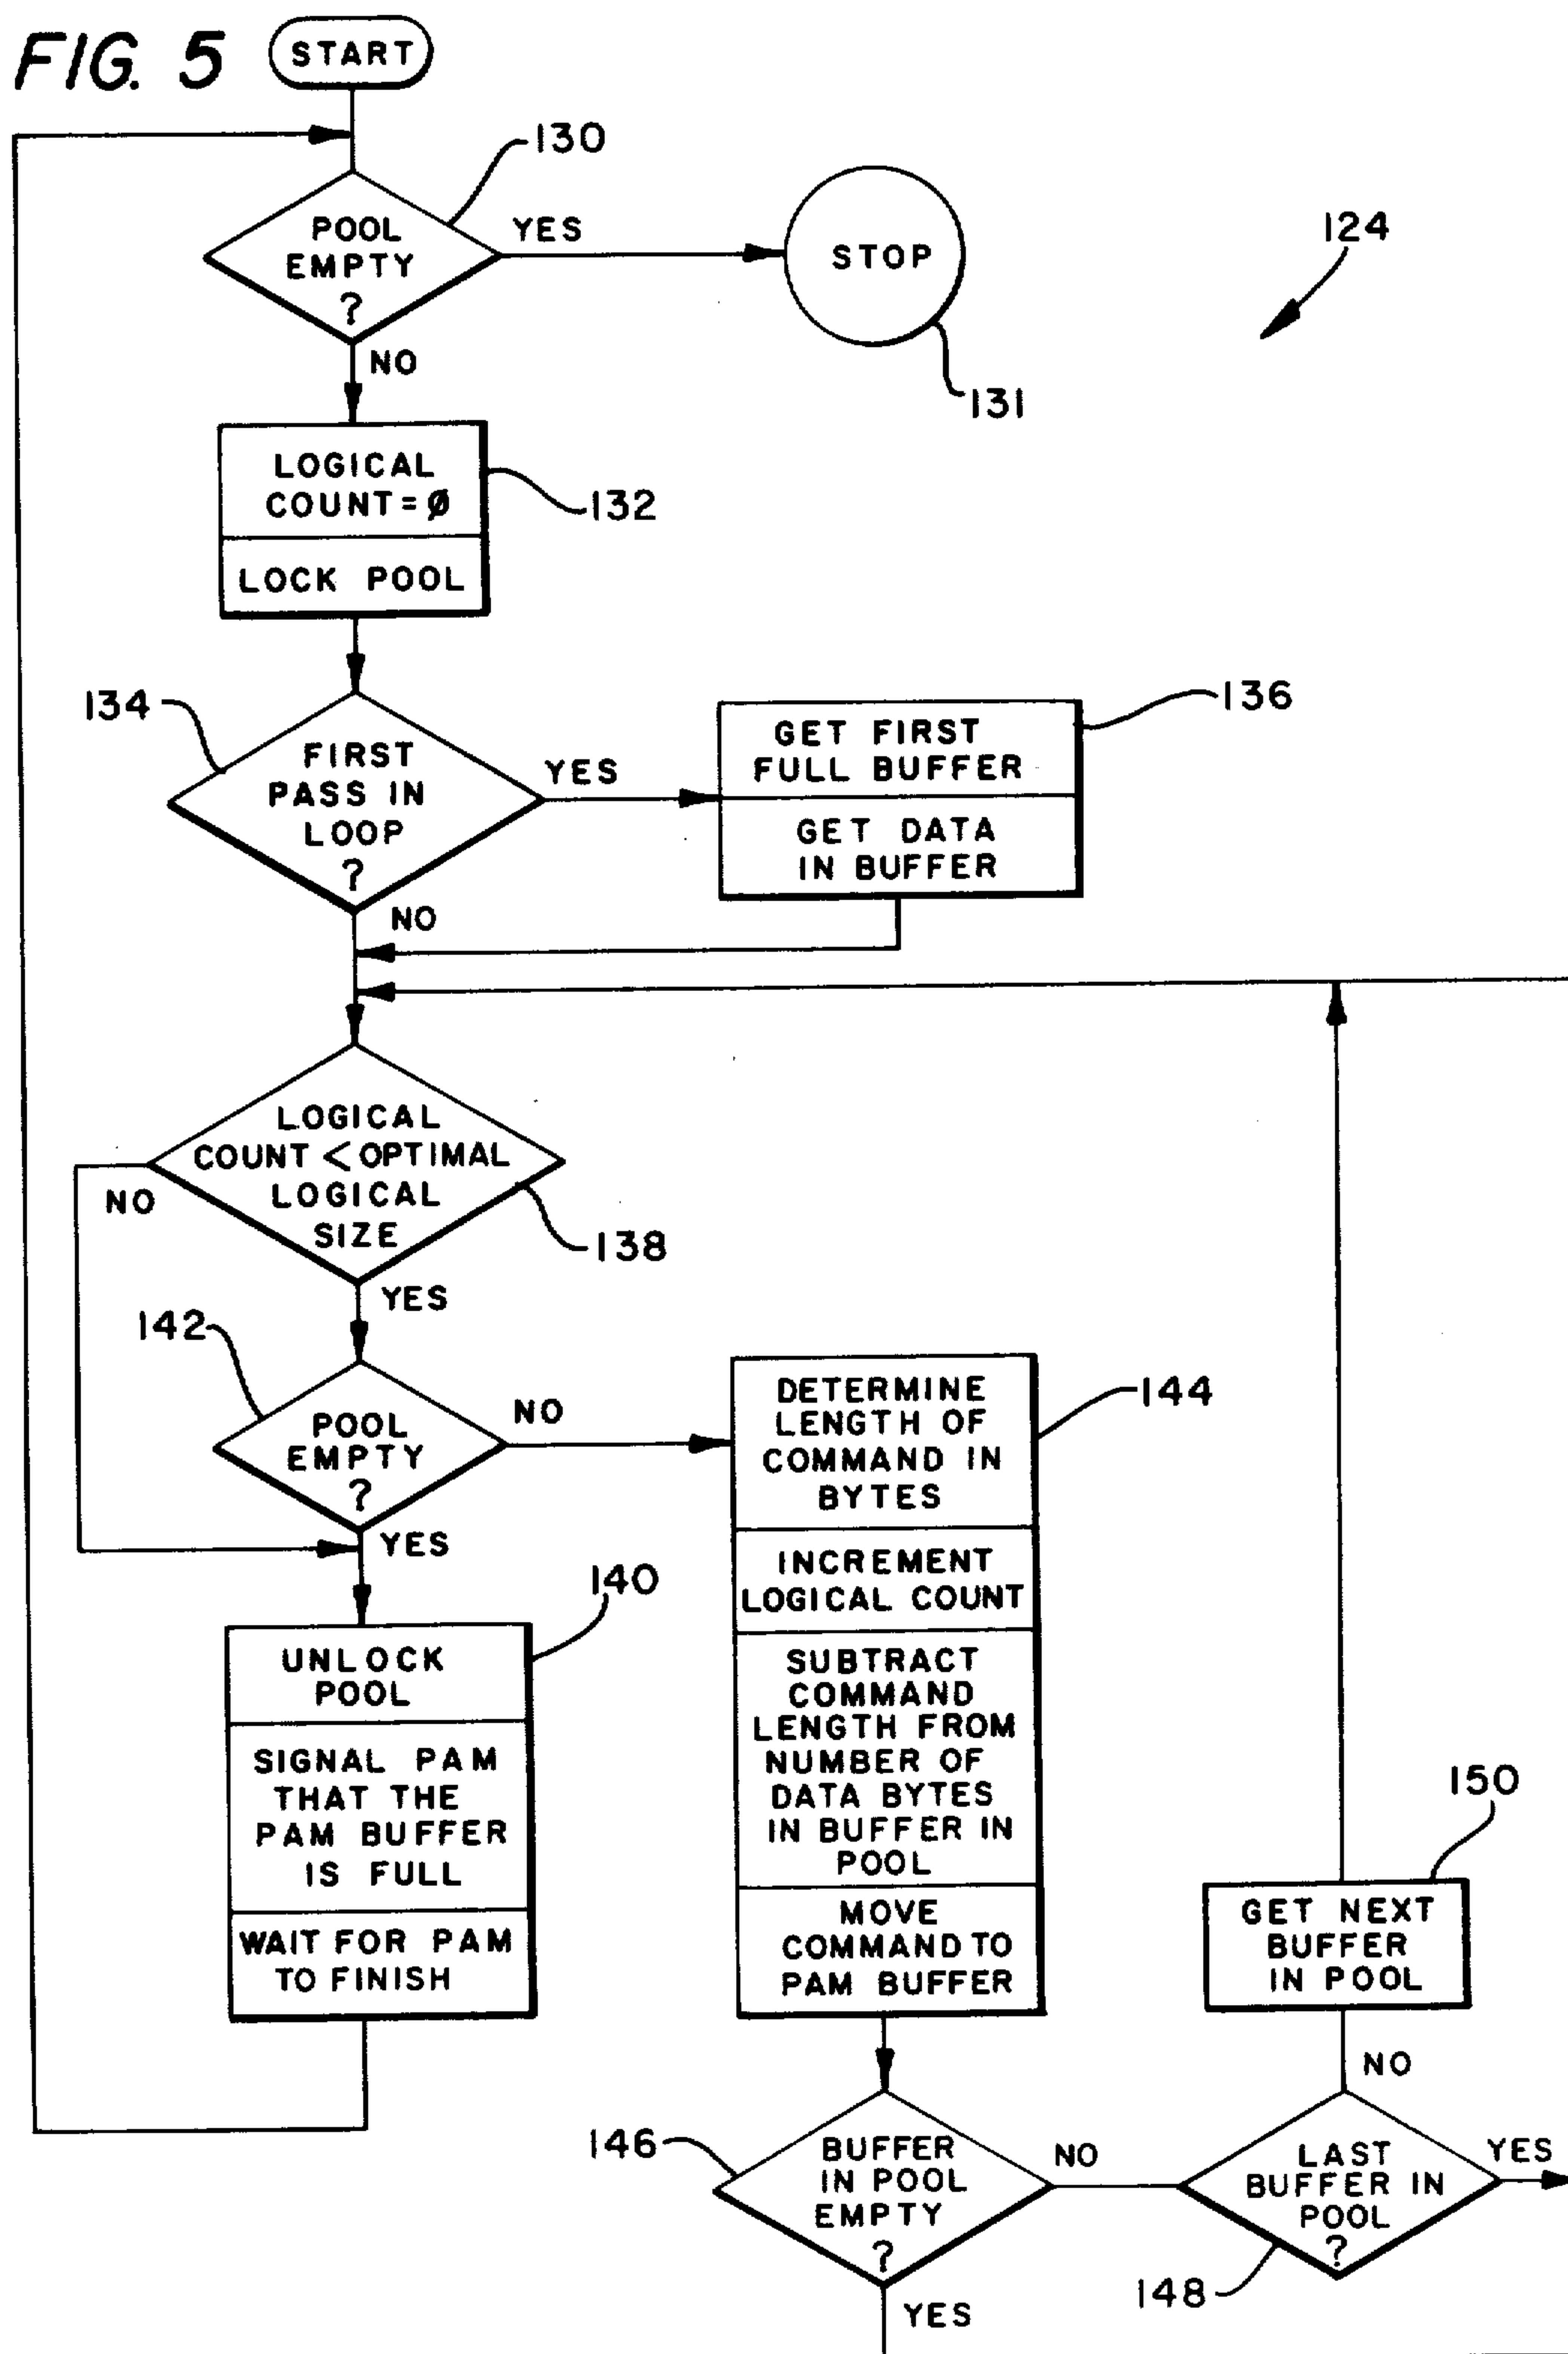 FIG. 5
START
130
POOL
EMPTY
?
YES
STOP
131
124
NO
LOGICAL
COUNT=Ø
132
LOCK POOL
134
FIRST
PASS IN
LOOP
?
YES
GET FIRST
FULL BUFFER
136
GET DATA
IN BUFFER
NO
LOGICAL
COUNT < OPTIMAL
LOGICAL
SIZE
NO
138
YES
142
POOL
EMPTY
?
NO
YES
DETERMINE
LENGTH OF
COMMAND IN
BYTES
144
INCREMENT
LOGICAL COUNT
SUBTRACT
COMMAND
LENGTH FROM
NUMBER OF
DATA BYTES
IN BUFFER IN
POOL
MOVE
COMMAND TO
PAM BUFFER
140
UNLOCK
POOL
SIGNAL PAM
THAT THE
PAM BUFFER
IS FULL
WAIT FOR PAM
TO FINISH
150
GET NEXT
BUFFER
IN POOL
NO
146
BUFFER
IN POOL
EMPTY
?
NO
YES
LAST
BUFFER IN
POOL
?
YES
148